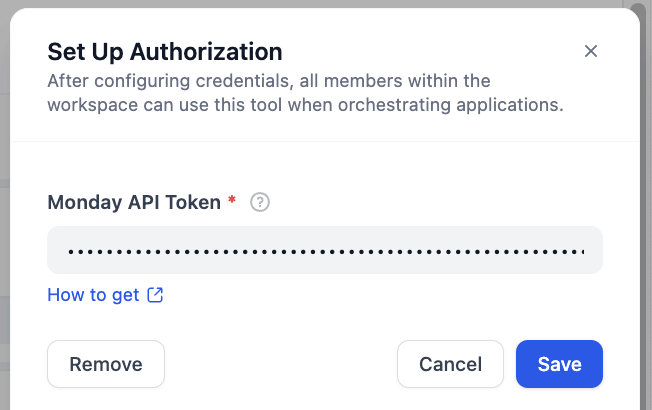 Set Up Authorization
After configuring credentials, all members within the
workspace can use this tool when orchestrating applications.
Monday API Token *
••••••••••••••••••••••••••••••••••••••••••••••••••••••
How to get
Remove
Cancel
Save